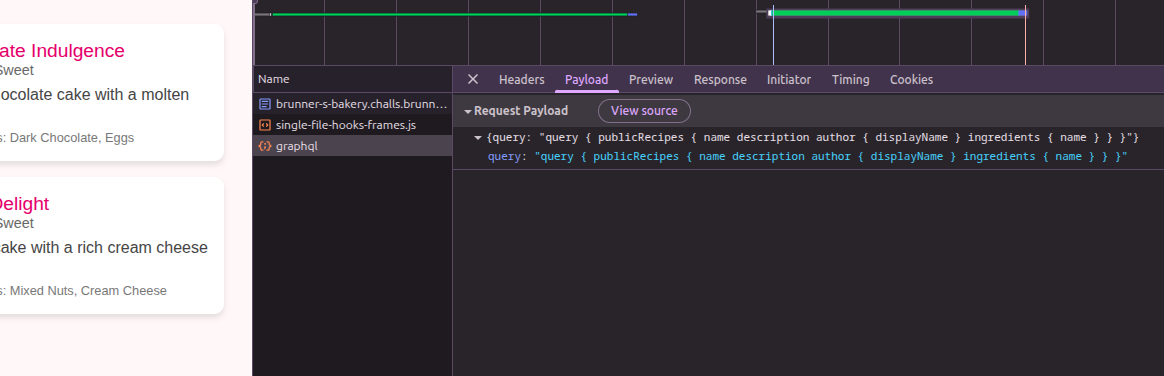 ate Indulgence
Sweet
ocolate cake with a molten
s: Dark Chocolate, Eggs
Delight
Sweet
cake with a rich cream cheese
s: Mixed Nuts, Cream Cheese
Name
brunner-s-bakery.challs.brunn...
single-file-hooks-frames.js
graphql
Headers Payload Preview Response Initiator Timing Cookies
Request Payload View source
{query: "query { publicRecipes { name description author { displayName } ingredients { name } } }"}
query: "query { publicRecipes { name description author { displayName } ingredients { name } } }"